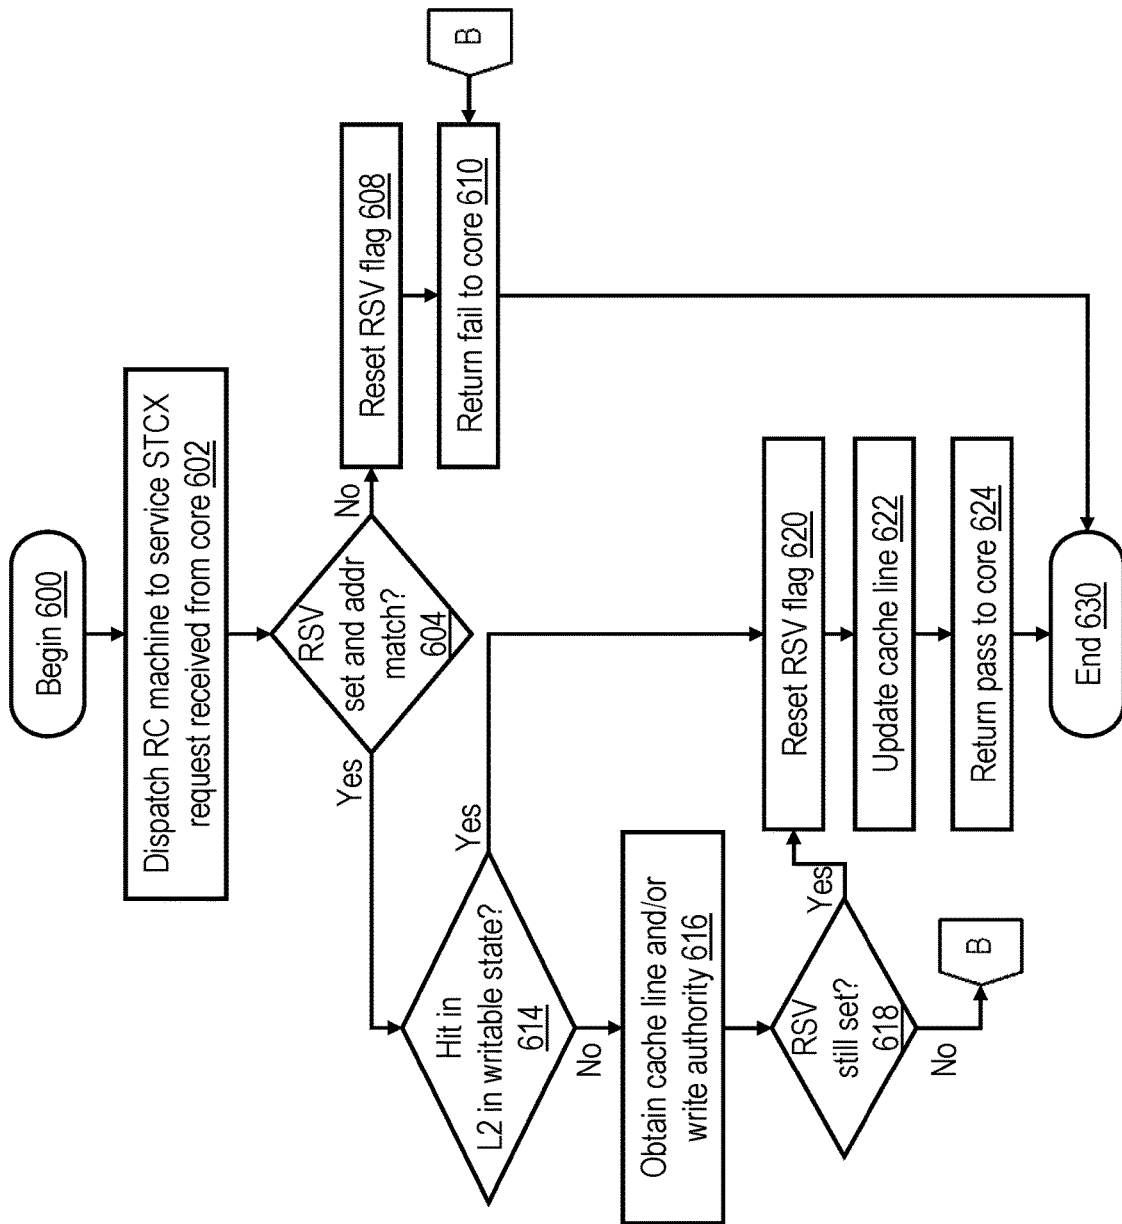 Begin 600
Dispatch RC machine to service STCX
request received from core 602
RSV
set and addr
match?
604
No
Yes
Reset RSV flag 608
Return fail to core 610
B
Hit in
L2 in writable state?
614
Yes
No
Obtain cache line and/or
write authority 616
RSV
still set?
618
Yes
No
B
Reset RSV flag 620
Update cache line 622
Return pass to core 624
End 630